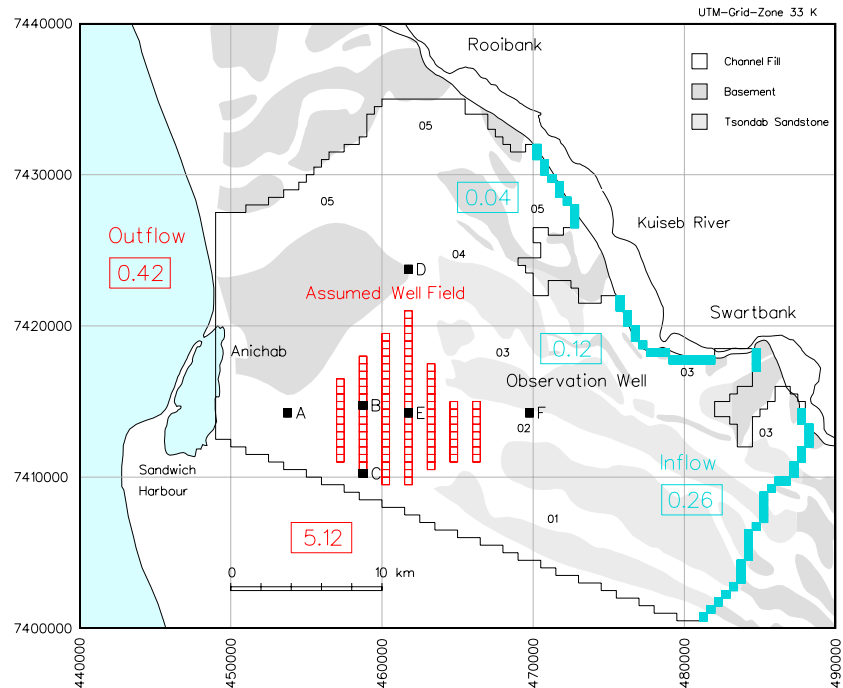 UTM-Grid-Zone 33 K
7440000
Rooibank
Channel Fill
Basement
Tsondab Sandstone
05
7430000
05
0.04
05
Kuiseb River
Outflow
0.42
04
D
Assumed Well Field
Swartbank
7420000
Anichab
03
0.12
03
Observation Well
A
B
E
F
02
03
Sandwich
Harbour
C
Inflow
0.26
7410000
01
5.12
0
10
km
7400000
440000
450000
460000
470000
480000
490000